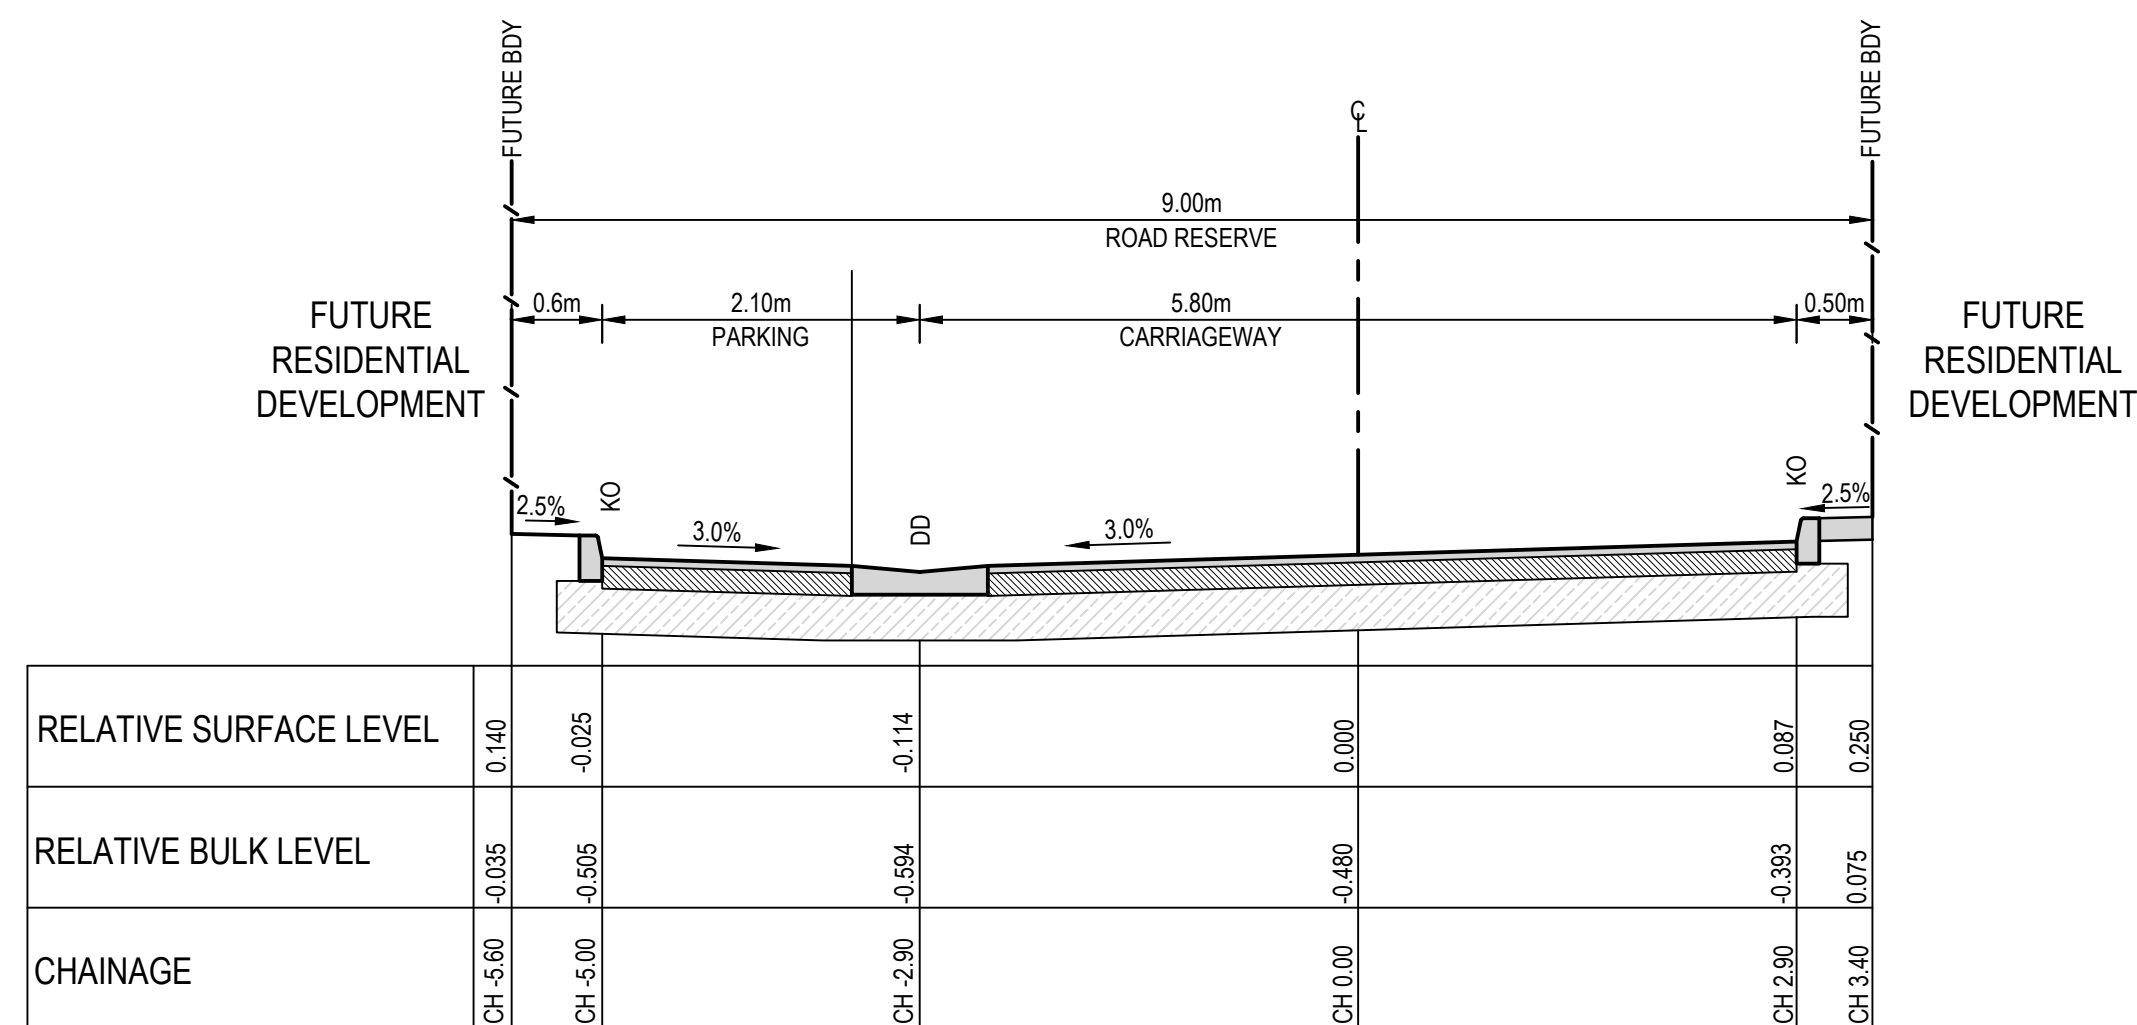 FUTURE BDY
FUTURE BDY
℄
9.00m
ROAD RESERVE
0.6m
2.10m
PARKING
5.80m
CARRIAGEWAY
0.50m
FUTURE
RESIDENTIAL
DEVELOPMENT
FUTURE
RESIDENTIAL
DEVELOPMENT
2.5%
KO
3.0%
DD
3.0%
KO
2.5%
RELATIVE SURFACE LEVEL 0.140 -0.025 -0.114 0.000 0.087 0.250
RELATIVE BULK LEVEL -0.035 -0.505 -0.594 -0.480 -0.393 0.075
CHAINAGE CH -5.60 CH -5.00 CH -2.90 CH 0.00 CH 2.90 CH 3.40